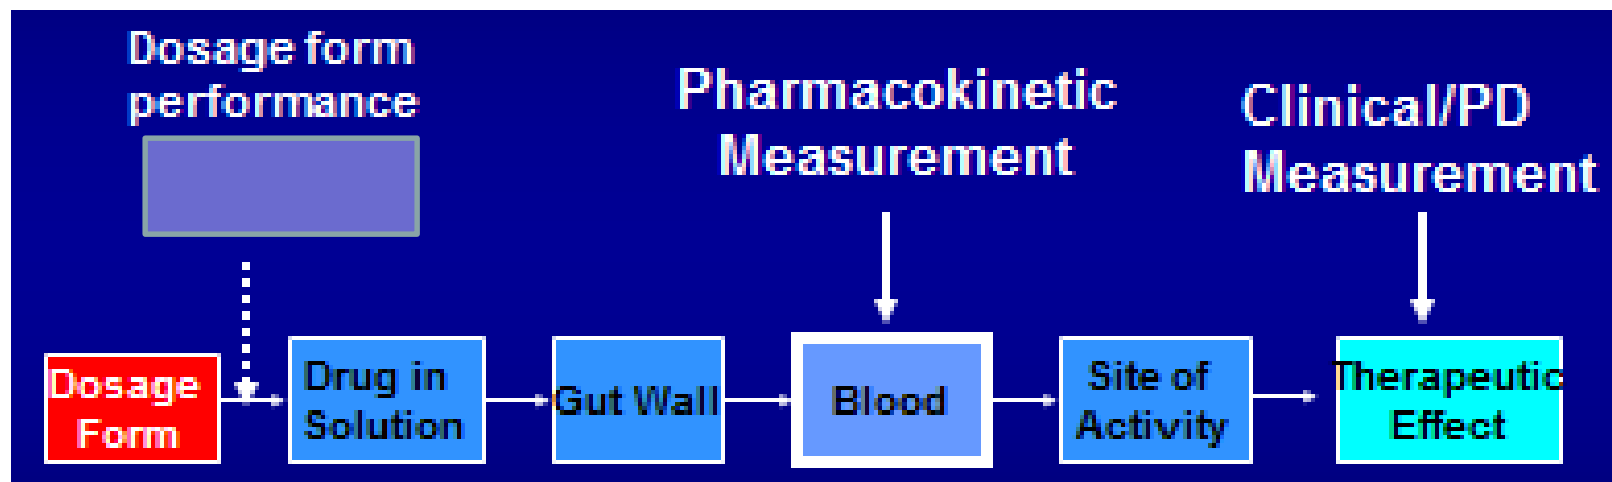 Dosage form
performance
Pharmacokinetic
Measurement
Clinical/PD
Measurement
Dosage
Form
Drug in
Solution
Gut Wall
Blood
Site of
Activity
Therapeutic
Effect